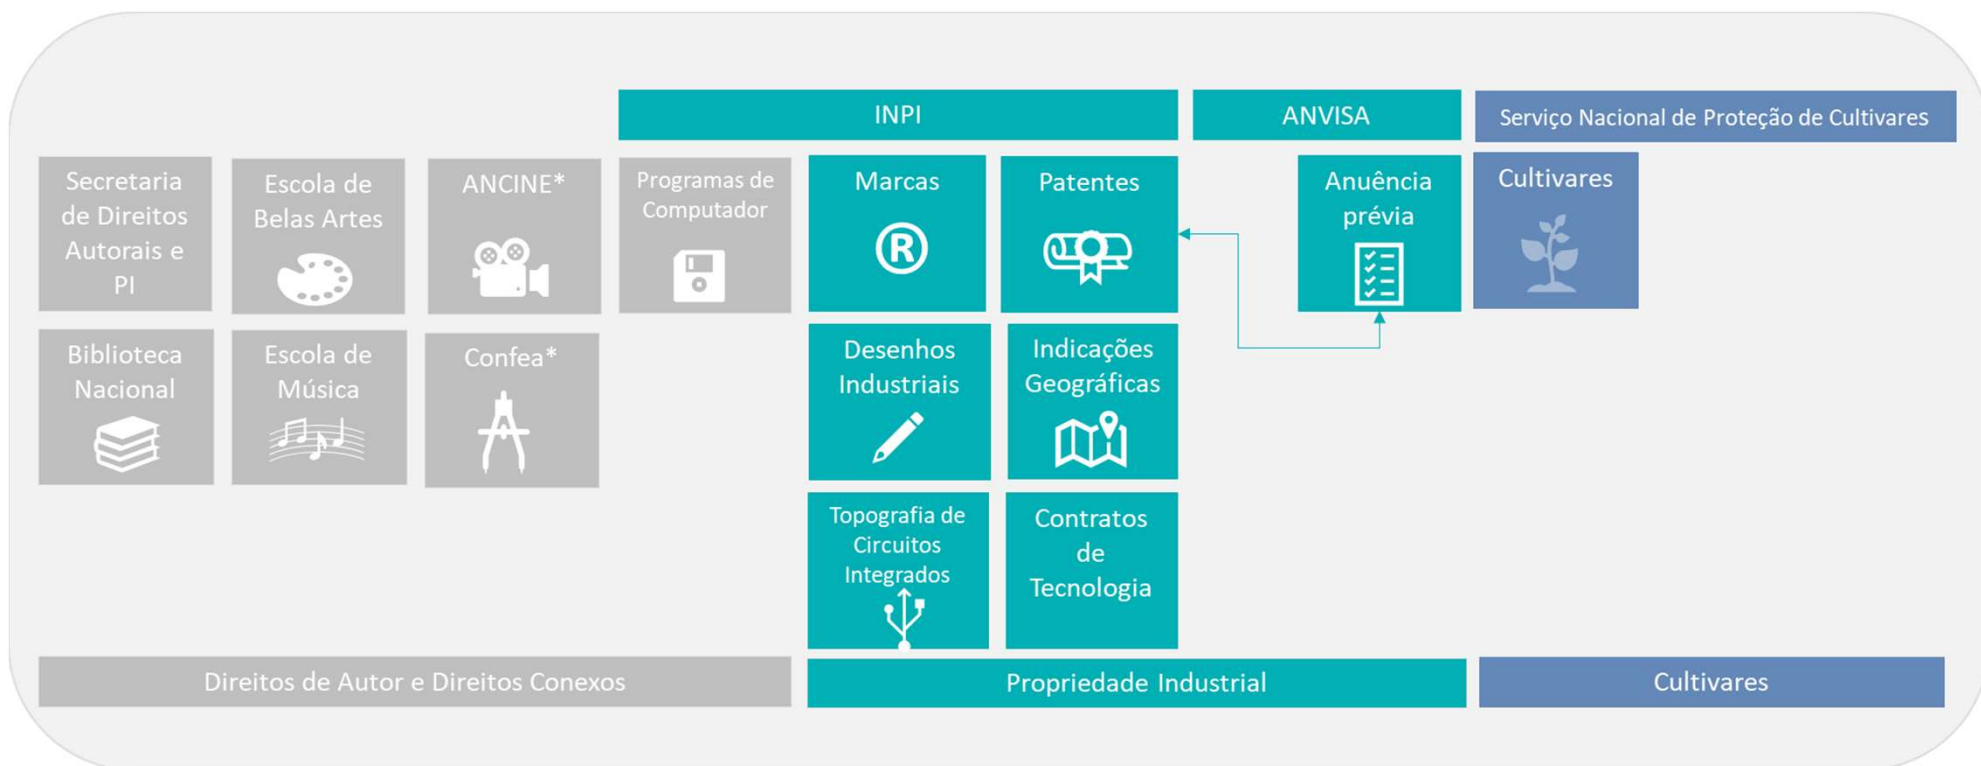 INPI
ANVISA
Serviço Nacional de Proteção de Cultivares
Secretaria
de Direitos
Autorais e
PI
Escola de
Belas Artes
ANCINE*
Programas de
Computador
Marcas
®
Patentes
Anuência
prévia
Cultivares
Biblioteca
Nacional
Escola de
Música
Confea*
Desenhos
Industriais
Indicações
Geográficas
Topografia de
Circuitos
Integrados
Contratos
de
Tecnologia
Direitos de Autor e Direitos Conexos
Propriedade Industrial
Cultivares